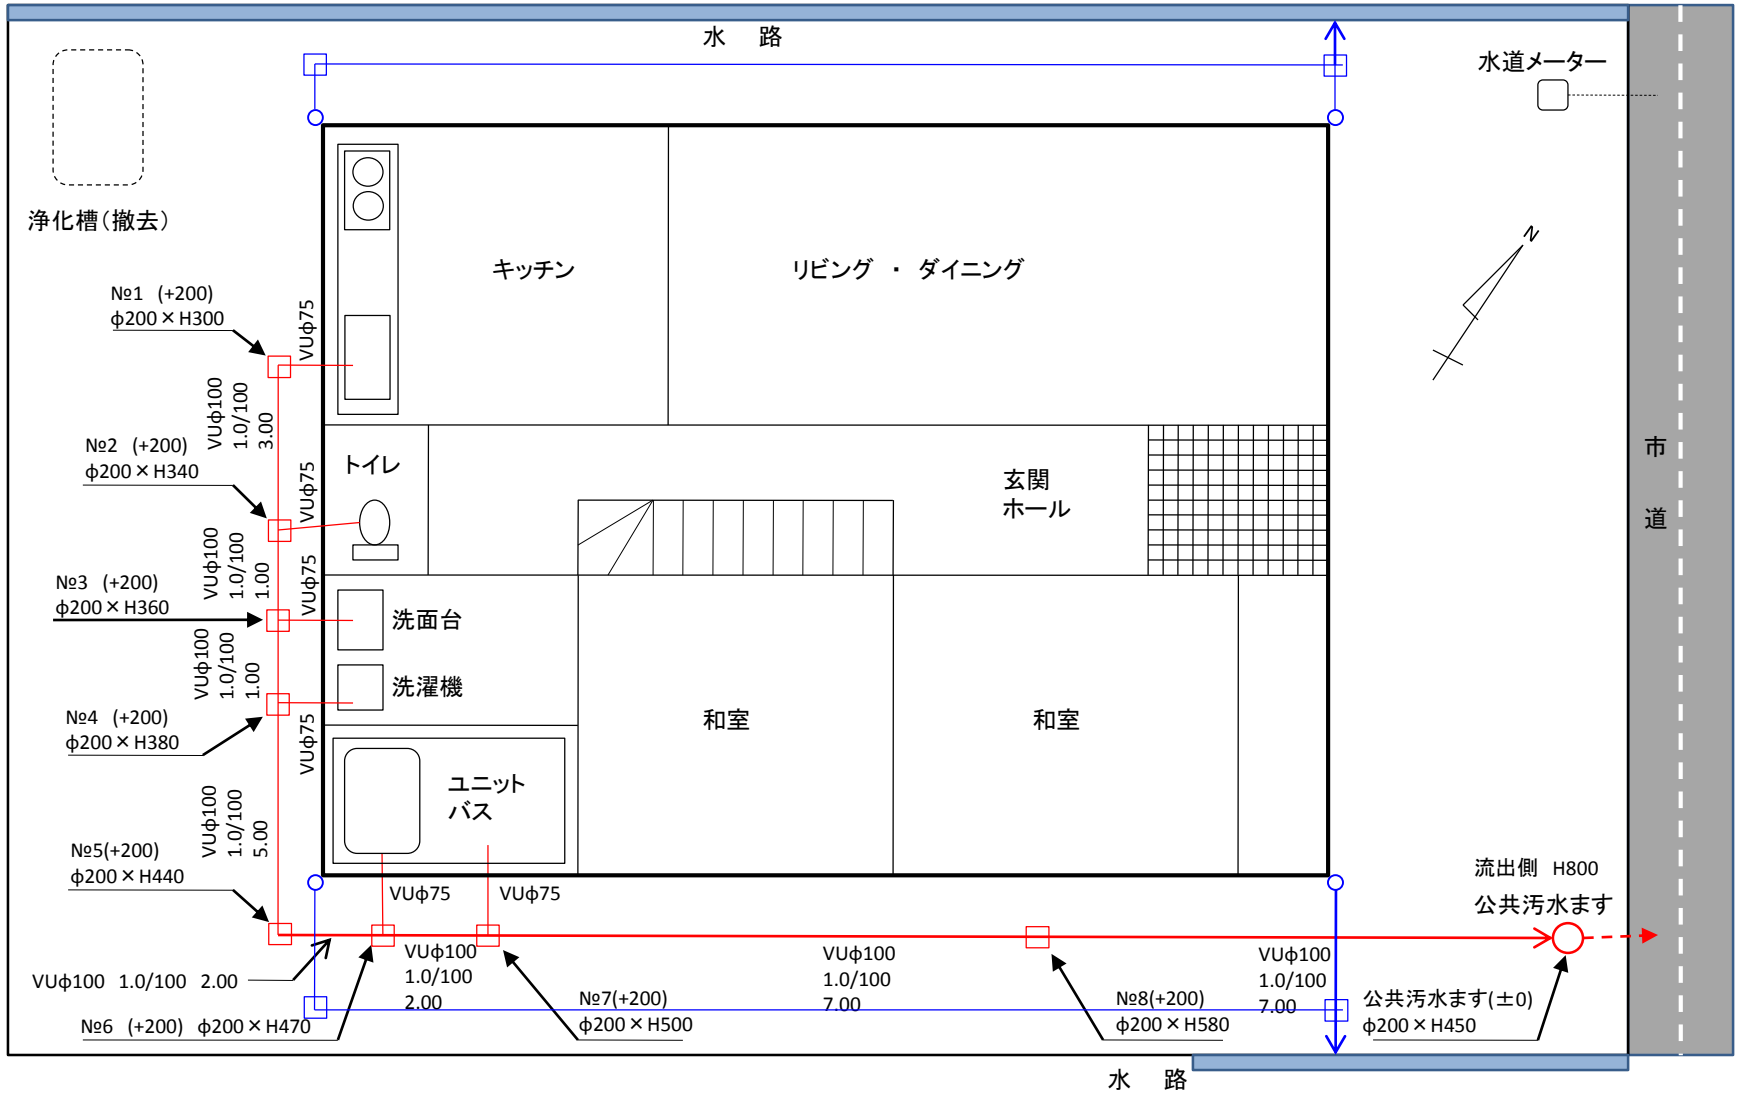 水 路
水道メーター
浄化槽(撤去)
N
キッチン
リビング ・ ダイニング
№1 (+200)
φ200×H300
VUφ75
VUφ100
1.0/100
3.00
№2 (+200)
φ200×H340
VUφ75
トイレ
玄関
ホール
市
道
VUφ100
1.0/100
1.00
VUφ75
№3 (+200)
φ200×H360
洗面台
VUφ100
1.0/100
1.00
洗濯機
№4 (+200)
φ200×H380
VUφ75
和室
和室
ユニット
バス
VUφ100
1.0/100
5.00
№5(+200)
φ200×H440
VUφ75
VUφ75
流出側 H800
公共汚水ます
VUφ100 1.0/100 2.00
VUφ100
1.0/100
2.00
VUφ100
1.0/100
7.00
VUφ100
1.0/100
7.00
№6 (+200) φ200×H470
№7(+200)
φ200×H500
№8(+200)
φ200×H580
公共汚水ます(±0)
φ200×H450
水 路